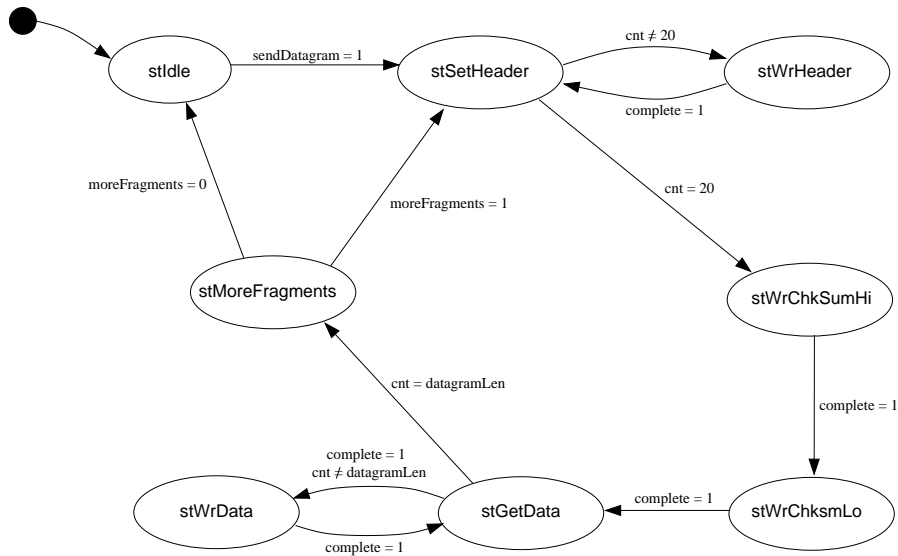 cnt ≠ 20
sendDatagram = 1
stIdle
stSetHeader
stWrHeader
complete = 1
moreFragments = 0
moreFragments = 1
cnt = 20
stMoreFragments
stWrChkSumHi
cnt = datagramLen
complete = 1
complete = 1
cnt ≠ datagramLen
complete = 1
stWrData
stGetData
stWrChksmLo
complete = 1